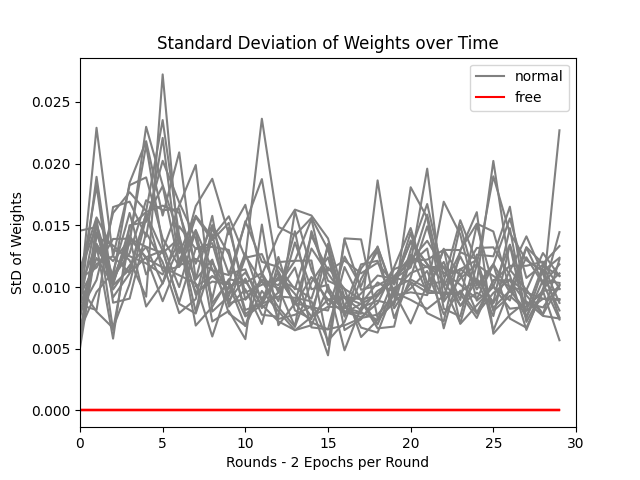 Standard Deviation of Weights over Time
normal
free
StD of Weights
0.025
0.020
0.015
0.010
0.005
0.000
0 5 10 15 20 25 30
Rounds - 2 Epochs per Round